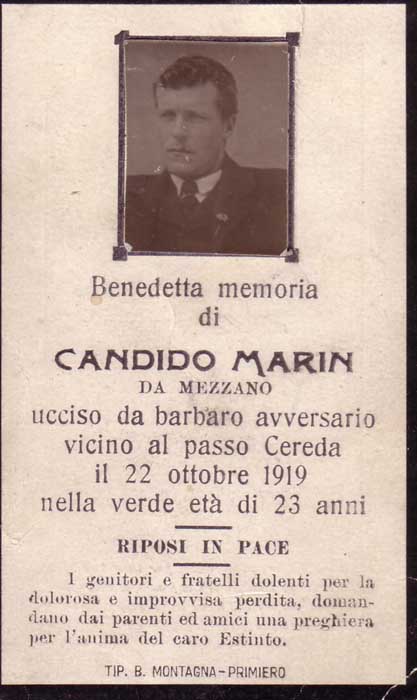 Benedetta memoria
di
CANDIDO MARIN
DA MEZZANO
ucciso da barbaro avversario
vicino al passo Cereda
il 22 ottobre 1919
nella verde età di 23 anni
RIPOSI IN PACE
I genitori e fratelli dolenti per la
dolorosa e improvvisa perdita, doman-
dano dai parenti ed amici una preghiera
per l'anima del caro Estinto.
TIP. B. MONTAGNA-PRIMIERO